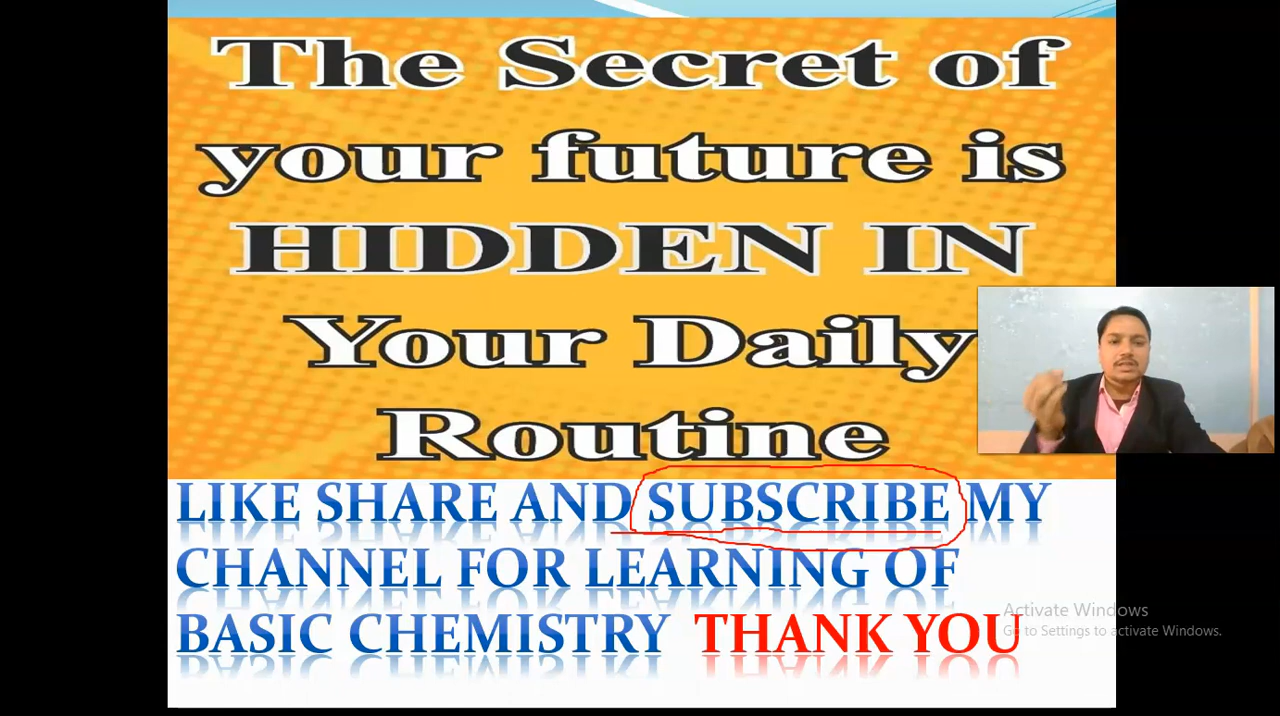 The Secret of
your future is
HIDDEN IN
Your Daily
Routine
LIKE SHARE AND SUBSCRIBE MY
CHANNEL FOR LEARNING OF
BASIC CHEMISTRY THANK YOU
Activate Windows
Go to Settings to activate Windows.